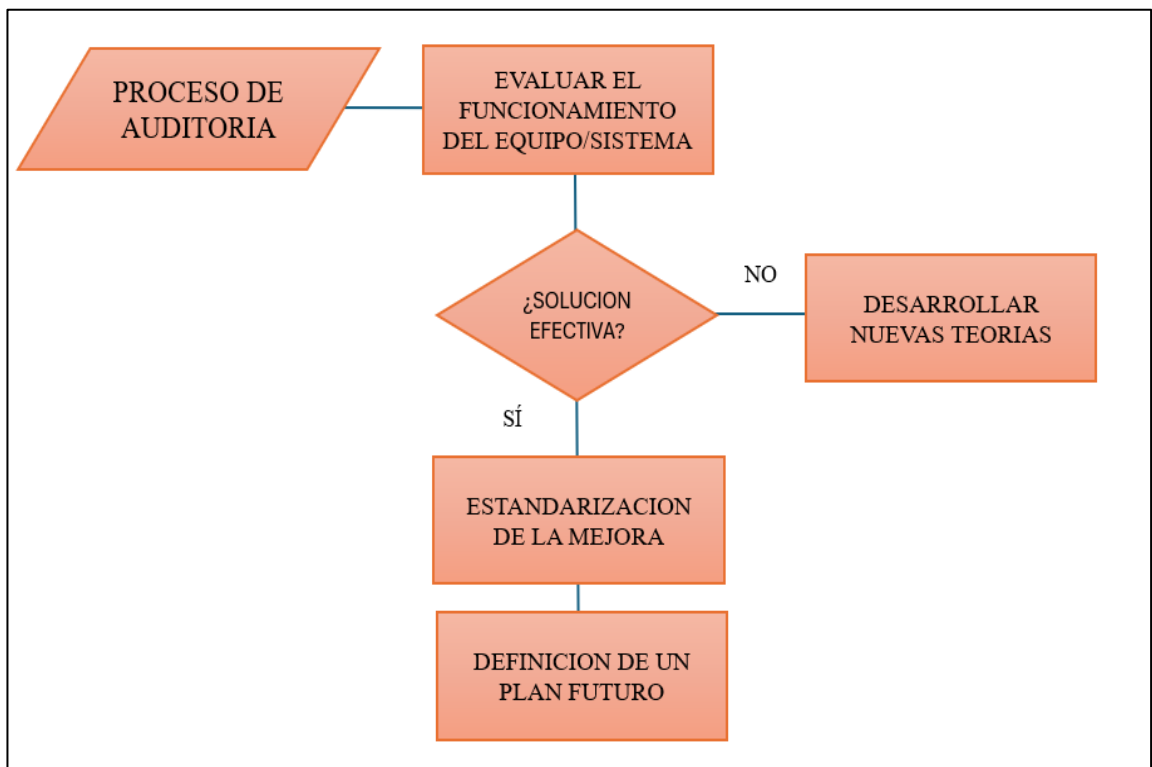 PROCESO DE
AUDITORIA
EVALUAR EL
FUNCIONAMIENTO
DEL EQUIPO/SISTEMA
¿SOLUCION
EFECTIVA?
NO
DESARROLLAR
NUEVAS TEORIAS
SÍ
ESTANDARIZACION
DE LA MEJORA
DEFINICION DE UN
PLAN FUTURO